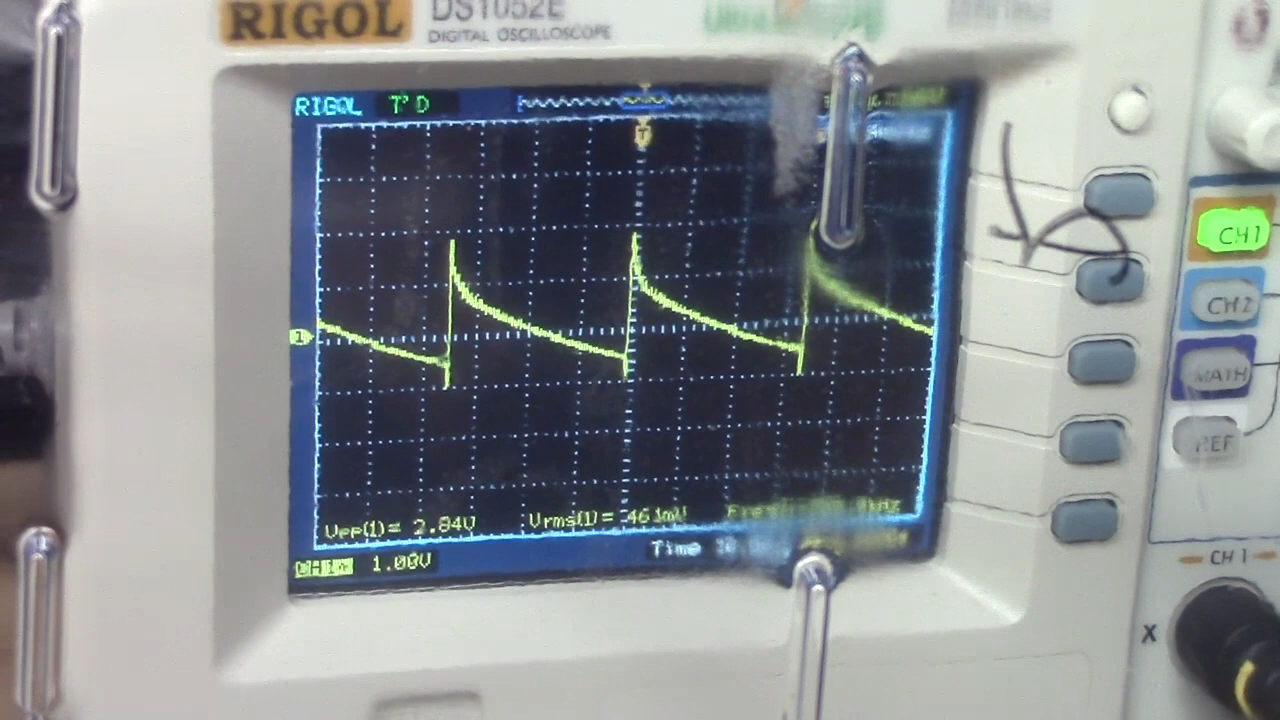 RIGOL DS1052E
DIGITAL OSCILLOSCOPE
RIGOL T'D
T
1
CH1
CH2
MATH
REF
Vpp(1)= 2.84V Vrms(1)= 461mV
Time
1.00V
CH 1
X